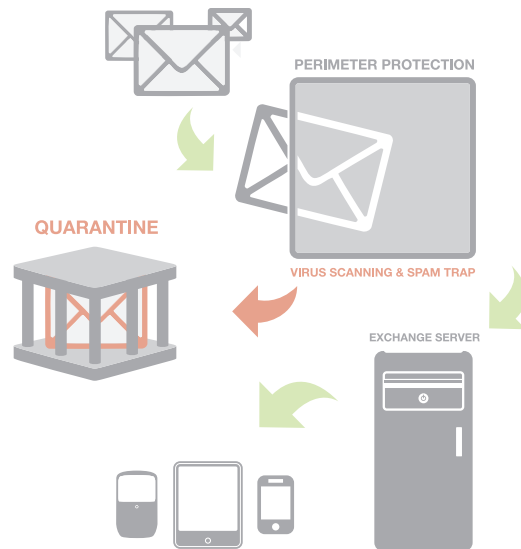 PERIMETER PROTECTION
QUARANTINE
VIRUS SCANNING & SPAM TRAP
EXCHANGE SERVER